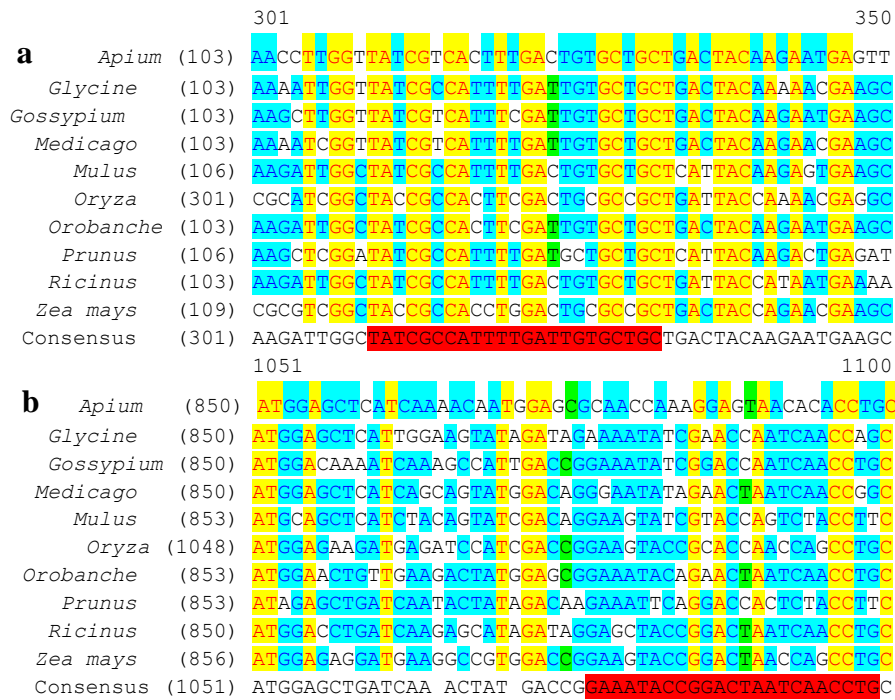 301 350
a Apium (103) AACCTTGGTTATCGTCACTTTGACTGTGCTGCTGACTACAAGAATGAGTT
Glycine (103) AAAATTGGTTATCGCCATTTTGATTGTGCTGCTGACTACAAAAACGAAGC
Gossypium (103) AAGCTTGGTTATCGTCATTTCGATTGTGCTGCTGACTACAAGAATGAAGC
Medicago (103) AAAATCGGTTATCGTCATTTTGATTGTGCTGCTGACTACAAGAACGAAGC
Mulus (106) AAGATTGGCTATCGCCATTTTGACTGTGCTGCTCATTACAAGAGTGAAGC
Oryza (301) CGCATCGGCTACCGCCACTTCGACTGCGCCGCTGATTACCAAAACGAGGC
Orobanche (103) AAGATTGGCTATCGCCACTTCGATTGTGCTGCTGACTACAAGAATGAAGC
Prunus (106) AAGCTCGGATATCGCCATTTTGATGCTGCTGCTCATTACAAGACTGAGAT
Ricinus (103) AAGATTGGCTATCGCCATTTTGACTGTGCTGCTGATTACCATAATGAAAA
Zea mays (109) CGCGTCGGCTACCGCCACCTGGACTGCGCCGCTGACTACCAGAACGAAGC
Consensus (301) AAGATTGGCTATCGCCATTTTGATTGTGCTGCTGACTACAAGAATGAAGC
1051 1100
b Apium (850) ATGGAGCTCATCAAAACAATGGAGCGCAACCAAAGGAGTAACACACCTGC
Glycine (850) ATGGAGCTCATTGGAAGTATAGATAGAAAATATCGAACCAATCAACCAGC
Gossypium (850) ATGGACAAAATCAAAGCCATTGACCGGAAATATCGGACCAATCAACCTGC
Medicago (850) ATGGAGCTCATCAGCAGTATGGACAGGGAATATAGAACTAATCAACCGGC
Mulus (853) ATGCAGCTCATCTACAGTATCGACAGGAAGTATCGTACCAGTCTACCTTC
Oryza (1048) ATGGAGAAGATGAGATCCATCGACCGGAAGTACCGCACCAACCAGCCTGC
Orobanche (853) ATGGAACTGTTGAAGACTATGGAGCGGAAATACAGAACTAATCAACCTGC
Prunus (853) ATAGAGCTGATCAATACTATAGACAAGAAATTCAGGACCACTCTACCTTC
Ricinus (850) ATGGACCTGATCAAGAGCATAGATAGGAGCTACCGGACTAATCAACCTGC
Zea mays (856) ATGGAGAGGATGAAGGCCGTGGACCGGAAGTACCGGACTAACCAGCCTGC
Consensus (1051) ATGGAGCTGATCAA ACTAT GACCGGAAATACCGGACTAATCAACCTGC